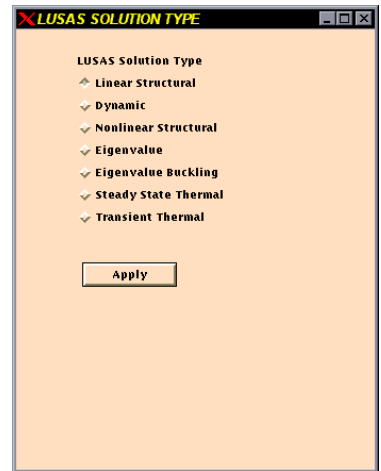 LUSAS SOLUTION TYPE
LUSAS Solution Type
Linear Structural
Dynamic
Nonlinear Structural
Eigenvalue
Eigenvalue Buckling
Steady State Thermal
Transient Thermal
Apply